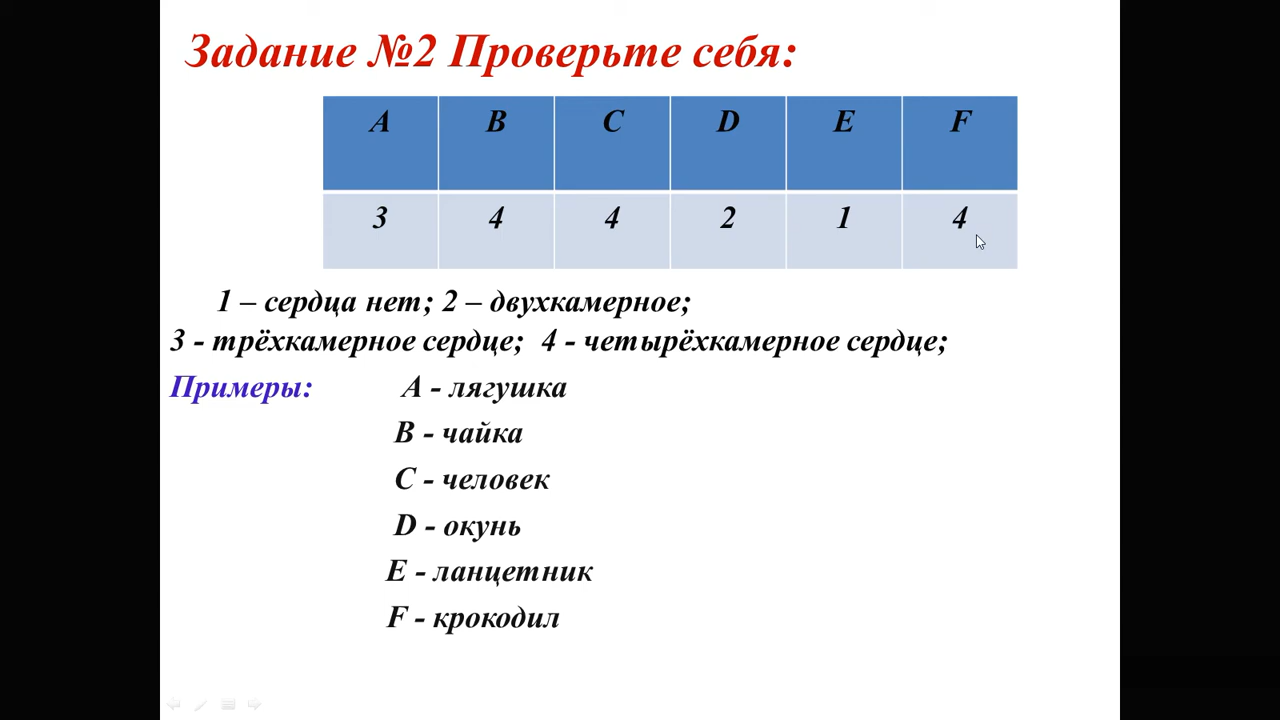 Задание №2 Проверьте себя:
A B C D E F
3 4 4 2 1 4
1 – сердца нет; 2 – двухкамерное;
3 - трёхкамерное сердце; 4 - четырёхкамерное сердце;
Примеры: A - лягушка
B - чайка
C - человек
D - окунь
E - ланцетник
F - крокодил